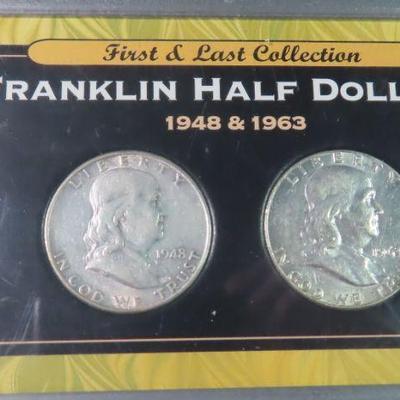 First & Last Collection
FRANKLIN HALF DOLL
1948 & 1963
LIBERTY
1948
IN GOD WE TRUST
LIBERTY
196
IN GOD WE TRUST